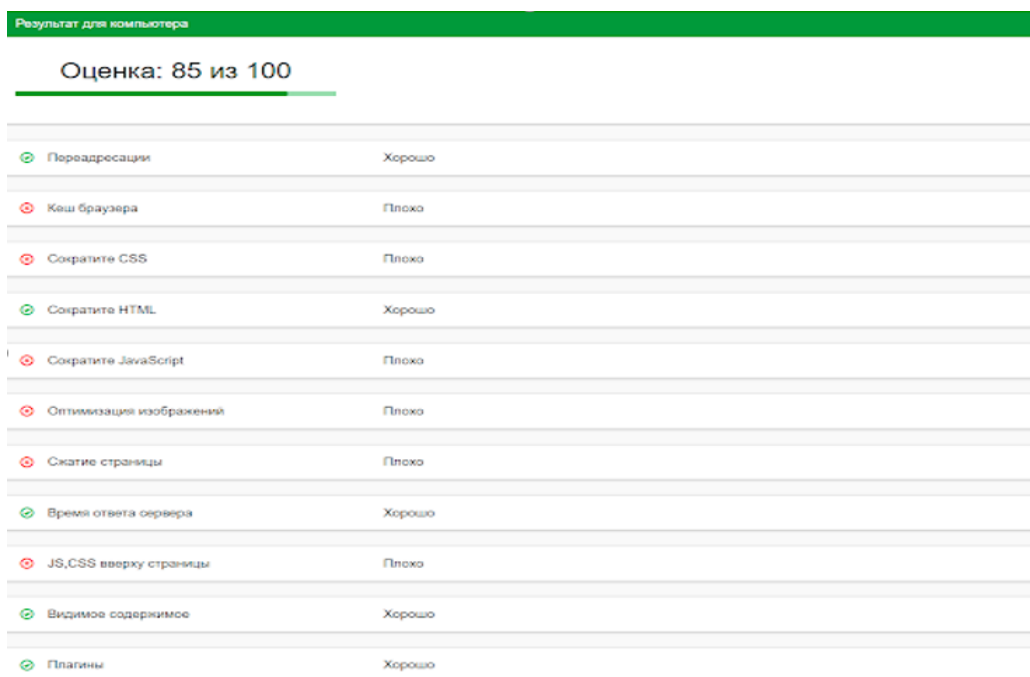 Результат для компьютера
Оценка: 85 из 100
Переадресации Хорошо
Кеш браузера Плохо
Сократите CSS Плохо
Сократите HTML Хорошо
Сократите JavaScript Плохо
Оптимизация изображений Плохо
Сжатие страницы Плохо
Время ответа сервера Хорошо
JS,CSS вверху страницы Плохо
Видимое содержимое Хорошо
Плагины Хорошо